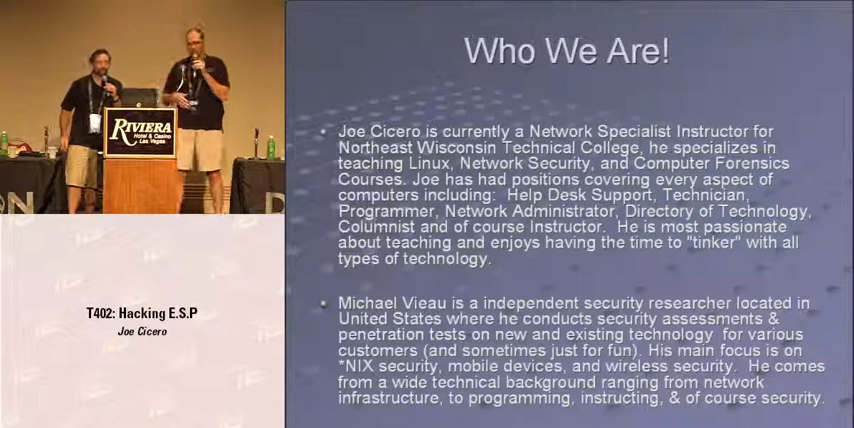 RIVIERA
Hotel & Casino
Las Vegas
T402: Hacking E.S.P
Joe Cicero
Who We Are!
• Joe Cicero is currently a Network Specialist Instructor for
Northeast Wisconsin Technical College, he specializes in
teaching Linux, Network Security, and Computer Forensics
Courses. Joe has had positions covering every aspect of
computers including: Help Desk Support, Technician,
Programmer, Network Administrator, Directory of Technology,
Columnist and of course Instructor. He is most passionate
about teaching and enjoys having the time to "tinker" with all
types of technology.
• Michael Vieau is a independent security researcher located in
United States where he conducts security assessments &
penetration tests on new and existing technology for various
customers (and sometimes just for fun). His main focus is on
*NIX security, mobile devices, and wireless security. He comes
from a wide technical background ranging from network
infrastructure, to programming, instructing, & of course security.